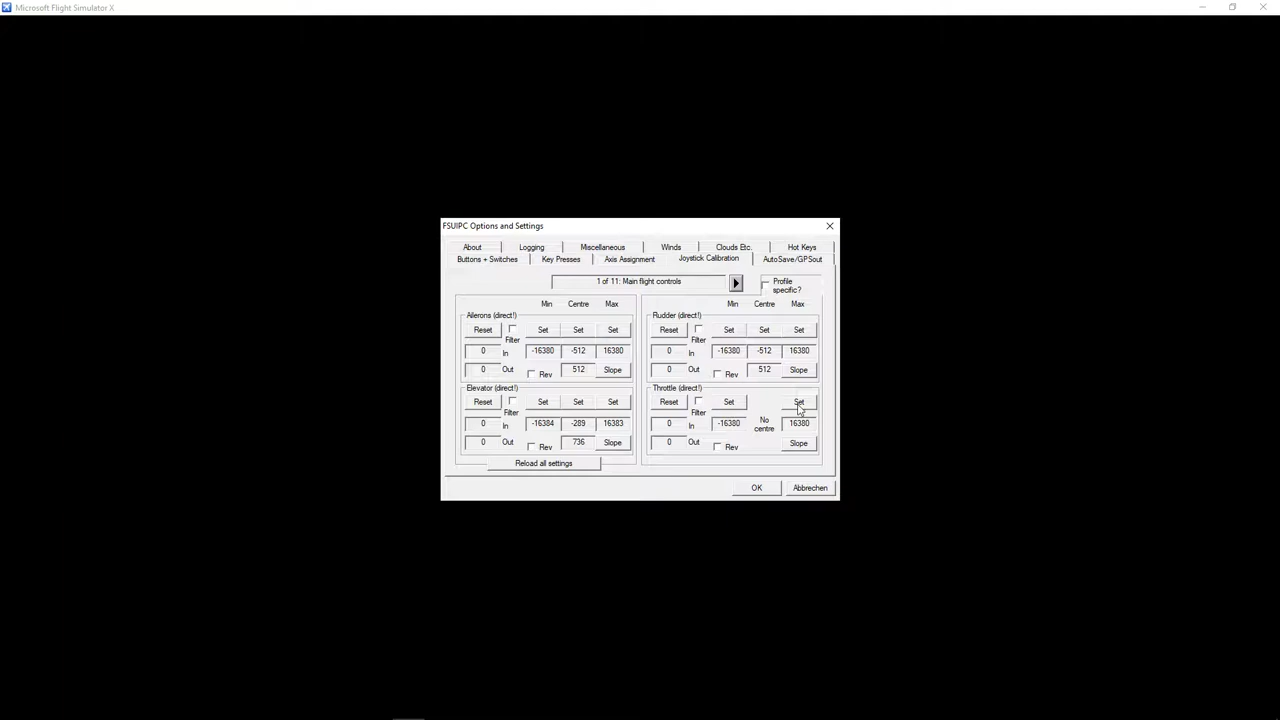 Microsoft Flight Simulator X
FSUIPC Options and Settings
About Logging Miscellaneous Winds Clouds Etc. Hot Keys
Buttons + Switches Key Presses Axis Assignment Joystick Calibration AutoSave/GPSout
1 of 11: Main flight controls
Profile specific?
Min Centre Max
Ailerons (direct!)
Reset Filter Set Set Set
0 In -16380 -512 16380
0 Out Rev 512 Slope
Elevator (direct!)
Reset Filter Set Set Set
0 In -16384 -289 16383
0 Out Rev 736 Slope
Reload all settings
Min Centre Max
Rudder (direct!)
Reset Filter Set Set Set
0 In -16380 -512 16380
0 Out Rev 512 Slope
Throttle (direct!)
Reset Filter Set Set
0 In -16380 No centre 16380
0 Out Rev Slope
OK Abbrechen